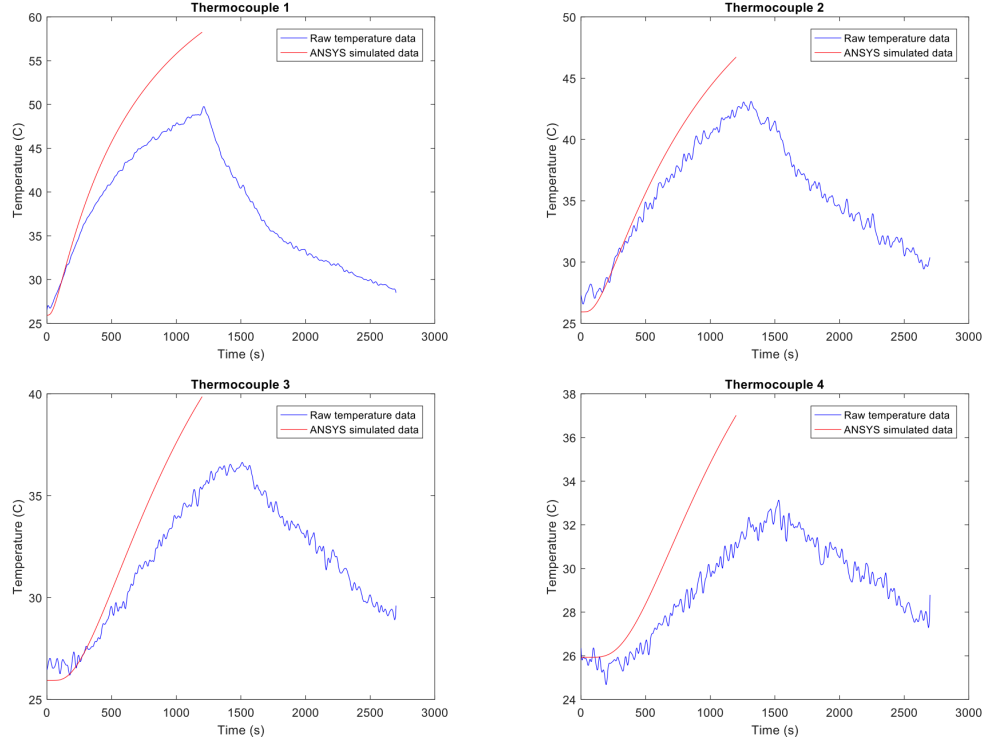 Thermocouple 1
60
55
50
45
40
35
30
25
Temperature (C)
Raw temperature data
ANSYS simulated data
0 500 1000 1500 2000 2500 3000
Time (s)
Thermocouple 2
50
45
40
35
30
25
Temperature (C)
Raw temperature data
ANSYS simulated data
0 500 1000 1500 2000 2500 3000
Time (s)
Thermocouple 3
40
35
30
25
Temperature (C)
Raw temperature data
ANSYS simulated data
0 500 1000 1500 2000 2500 3000
Time (s)
Thermocouple 4
38
36
34
32
30
28
26
24
Temperature (C)
Raw temperature data
ANSYS simulated data
0 500 1000 1500 2000 2500 3000
Time (s)